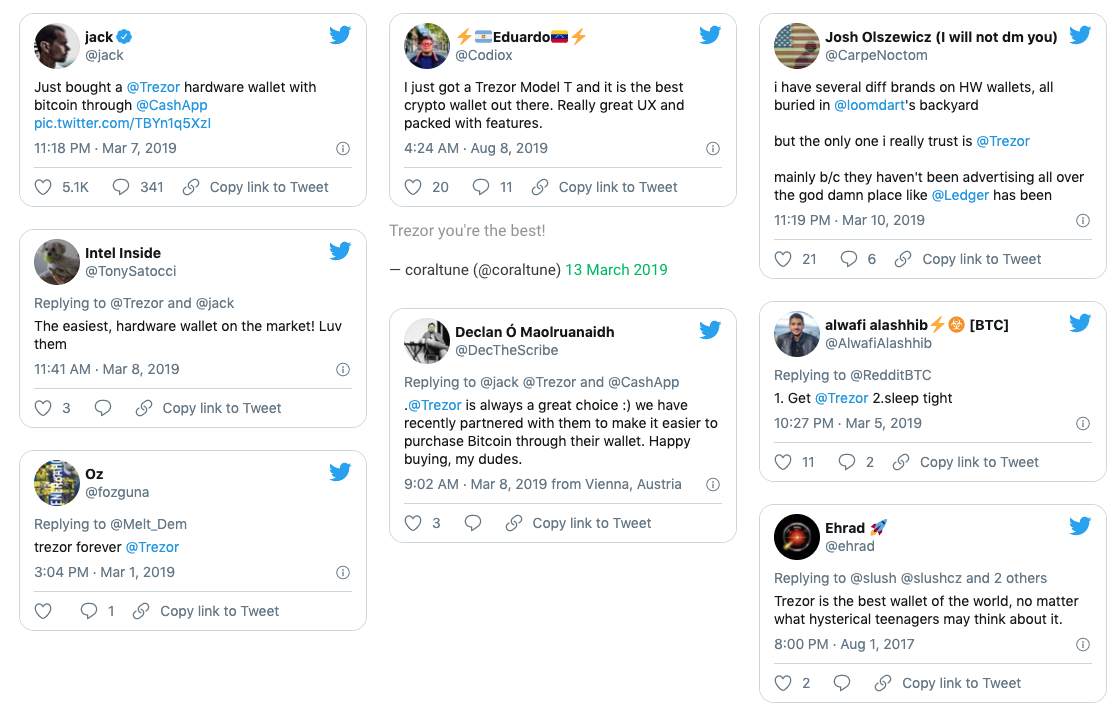 jack
@jack
Just bought a @Trezor hardware wallet with
bitcoin through @CashApp
pic.twitter.com/TBYn1q5Xzl
11:18 PM · Mar 7, 2019
5.1K 341 Copy link to Tweet
Intel Inside
@TonySatocci
Replying to @Trezor and @jack
The easiest, hardware wallet on the market! Luv
them
11:41 AM · Mar 8, 2019
3 Copy link to Tweet
Oz
@fozguna
Replying to @Melt_Dem
trezor forever @Trezor
3:04 PM · Mar 1, 2019
1 Copy link to Tweet
⚡🇦🇷Eduardo🇻🇪⚡
@Codiox
I just got a Trezor Model T and it is the best
crypto wallet out there. Really great UX and
packed with features.
4:24 AM · Aug 8, 2019
20 11 Copy link to Tweet
Trezor you're the best!
— coraltune (@coraltune) 13 March 2019
Declan Ó Maolruanaidh
@DecTheScribe
Replying to @jack @Trezor and @CashApp
.@Trezor is always a great choice :) we have
recently partnered with them to make it easier to
purchase Bitcoin through their wallet. Happy
buying, my dudes.
9:02 AM · Mar 8, 2019 from Vienna, Austria
3 Copy link to Tweet
Josh Olszewicz (I will not dm you)
@CarpeNoctom
i have several diff brands on HW wallets, all
buried in @loomdart's backyard
but the only one i really trust is @Trezor
mainly b/c they haven't been advertising all over
the god damn place like @Ledger has been
11:19 PM · Mar 10, 2019
21 6 Copy link to Tweet
alwafi alashhib⚡☣ [BTC]
@AlwafiAlashhib
Replying to @RedditBTC
1. Get @Trezor 2.sleep tight
10:27 PM · Mar 5, 2019
11 2 Copy link to Tweet
Ehrad 🚀
@ehrad
Replying to @slush @slushcz and 2 others
Trezor is the best wallet of the world, no matter
what hysterical teenagers may think about it.
8:00 PM · Aug 1, 2017
2 Copy link to Tweet